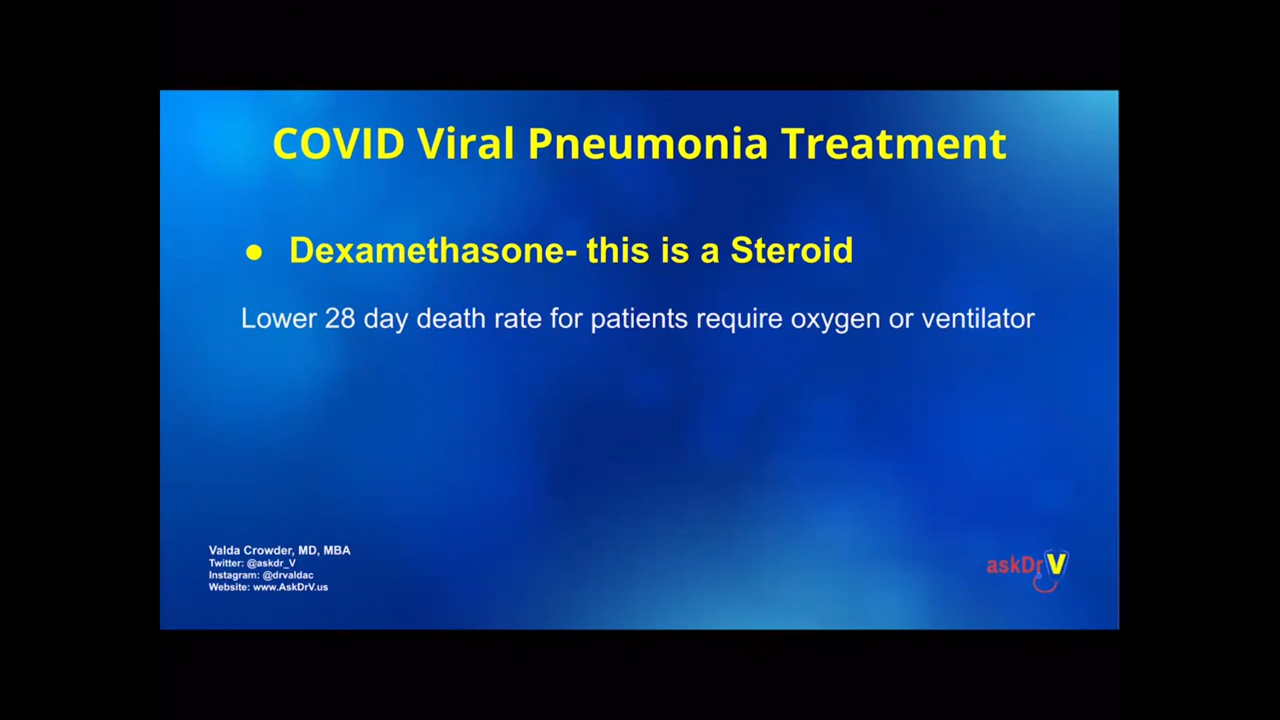 COVID Viral Pneumonia Treatment
● Dexamethasone- this is a Steroid
Lower 28 day death rate for patients require oxygen or ventilator
Valda Crowder, MD, MBA
Twitter: @askdr_V
Instagram: @drvaldac
Website: www.AskDrV.us
askDrV